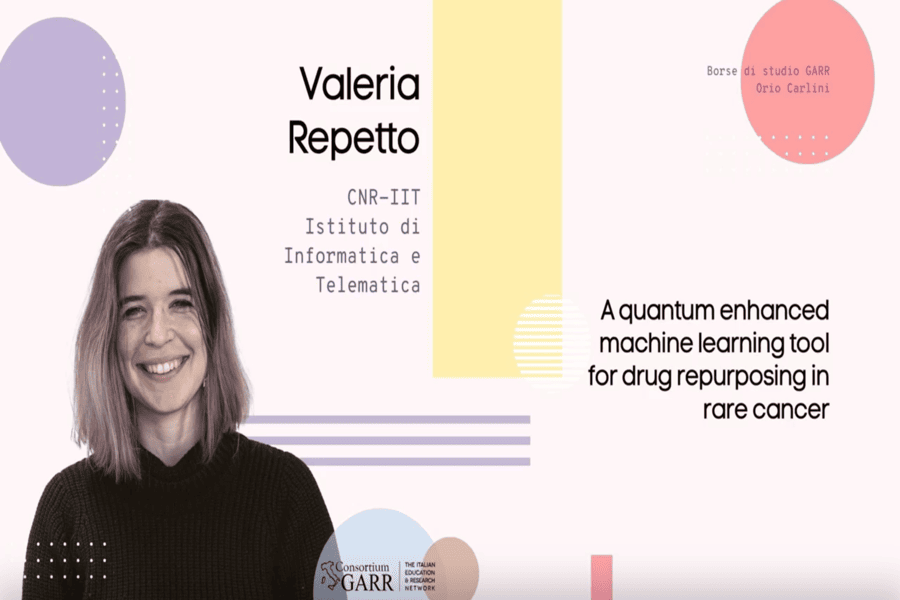 Valeria
Repetto
CNR-IIT
Istituto di
Informatica e
Telematica
Borse di studio GARR
Orio Carlini
A quantum enhanced
machine learning tool
for drug repurposing in
rare cancer
Consortium
GARR
THE ITALIAN
EDUCATION
& RESEARCH
NETWORK